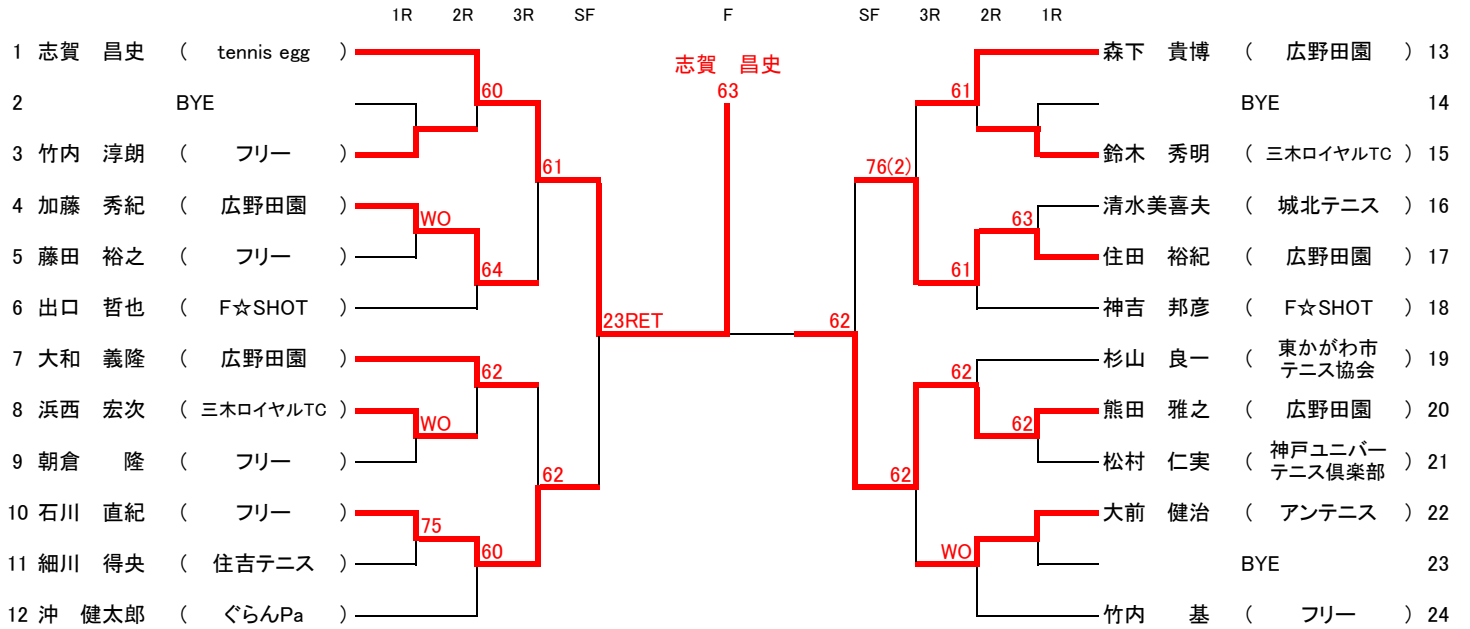 1R 2R 3R SF F SF 3R 2R 1R
1 志賀 昌史 ( tennis egg ) 森下 貴博 ( 広野田園 ) 13
志賀 昌史
60 63 61
2 BYE BYE 14
3 竹内 淳朗 ( フリー ) 鈴木 秀明 ( 三木ロイヤルTC ) 15
61 76(2)
4 加藤 秀紀 ( 広野田園 ) 清水美喜夫 ( 城北テニス ) 16
WO 63
5 藤田 裕之 ( フリー ) 住田 裕紀 ( 広野田園 ) 17
64 61
6 出口 哲也 ( F☆SHOT ) 神吉 邦彦 ( F☆SHOT ) 18
23RET 62
7 大和 義隆 ( 広野田園 ) 杉山 良一 ( 東かがわ市
テニス協会 ) 19
62 62
8 浜西 宏次 ( 三木ロイヤルTC ) 熊田 雅之 ( 広野田園 ) 20
WO 62
9 朝倉 隆 ( フリー ) 松村 仁実 ( 神戸ユニバー
テニス倶楽部 ) 21
62 62
10 石川 直紀 ( フリー ) 大前 健治 ( アンテニス ) 22
75
60 WO
11 細川 得央 ( 住吉テニス ) BYE 23
12 沖 健太郎 ( ぐらんPa ) 竹内 基 ( フリー ) 24